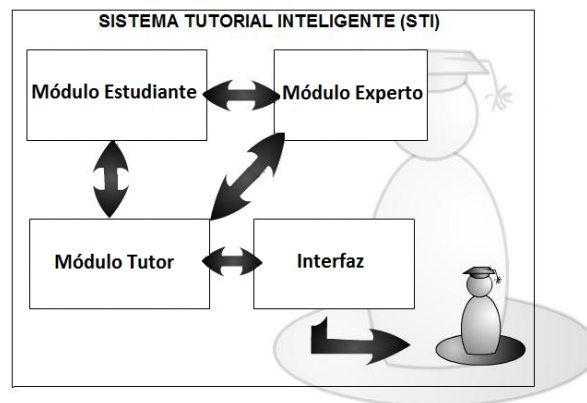 SISTEMA TUTORIAL INTELIGENTE (STI)
Módulo Estudiante
Módulo Experto
Módulo Tutor
Interfaz